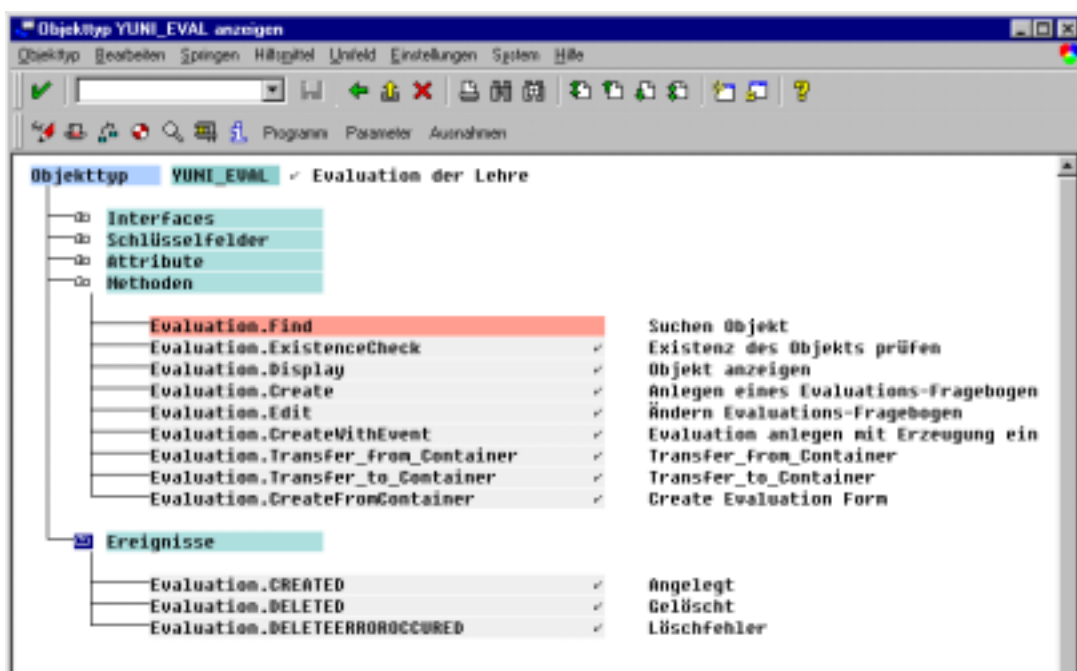 Objekttyp YUNI_EVAL anzeigen
Objekttyp Bearbeiten Springen Hilfsmittel Umfeld Einstellungen System Hilfe
Programm Parameter Ausnahmen
Objekttyp YUNI_EVAL ✓ Evaluation der Lehre
Interfaces
Schlüsselfelder
Attribute
Methoden
Evaluation.Find Suchen Objekt
Evaluation.ExistenceCheck ✓ Existenz des Objekts prüfen
Evaluation.Display ✓ Objekt anzeigen
Evaluation.Create ✓ Anlegen eines Evaluations-Fragebogen
Evaluation.Edit ✓ Ändern Evaluations-Fragebogen
Evaluation.CreateWithEvent ✓ Evaluation anlegen mit Erzeugung ein
Evaluation.Transfer_from_Container ✓ Transfer_from_Container
Evaluation.Transfer_to_Container ✓ Transfer_to_Container
Evaluation.CreateFromContainer ✓ Create Evaluation Form
Ereignisse
Evaluation.CREATED ✓ Angelegt
Evaluation.DELETED ✓ Gelöscht
Evaluation.DELETEERROROCCURED ✓ Löschfehler